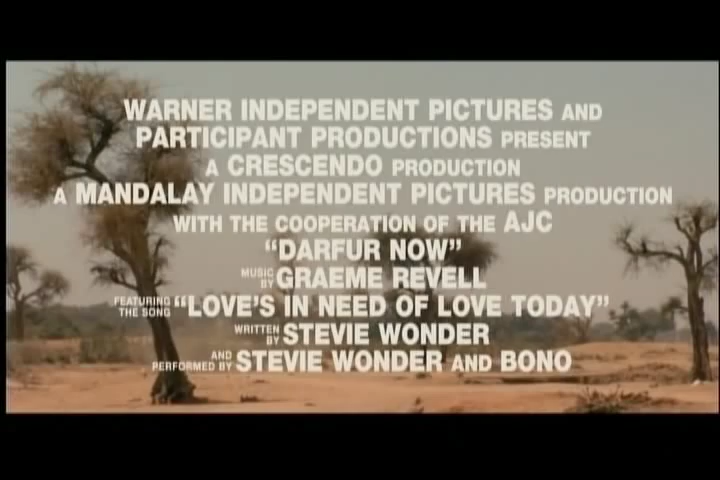 WARNER INDEPENDENT PICTURES AND
PARTICIPANT PRODUCTIONS PRESENT
A CRESCENDO PRODUCTION
A MANDALAY INDEPENDENT PICTURES PRODUCTION
WITH THE COOPERATION OF THE AJC
"DARFUR NOW"
MUSIC BY GRAEME REVELL
FEATURING THE SONG "LOVE'S IN NEED OF LOVE TODAY"
WRITTEN BY STEVIE WONDER
AND PERFORMED BY STEVIE WONDER AND BONO